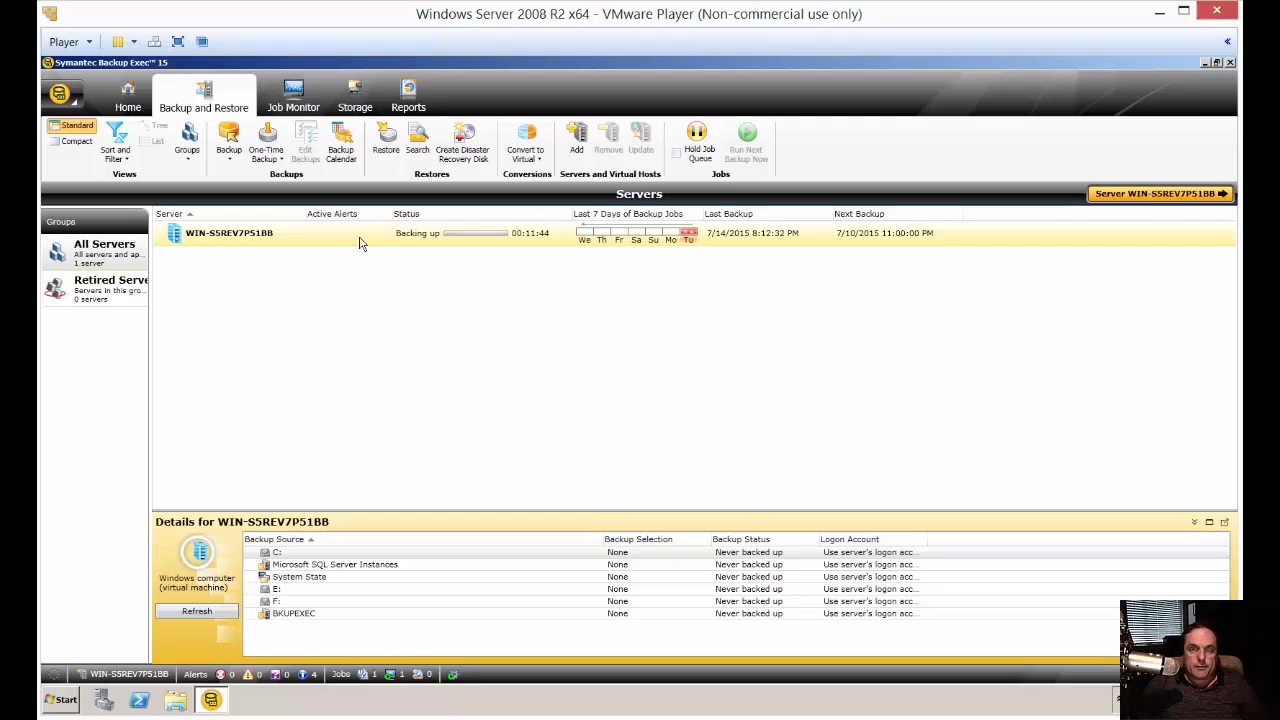 Windows Server 2008 R2 x64 - VMware Player (Non-commercial use only)
Player
Symantec Backup Exec™ 15
Home
Backup and Restore
Job Monitor
Storage
Reports
Standard
Compact
Tree
List
Sort and Filter
Groups
Backup
One-Time Backup
Edit Backups
Backup Calendar
Restore
Search
Create Disaster Recovery Disk
Convert to Virtual
Add
Remove
Update
Hold Job Queue
Run Next Backup Now
Views
Backups
Restores
Conversions
Servers and Virtual Hosts
Jobs
Servers
Server WIN-S5REV7P51BB
Groups
All Servers
All servers and ap...
1 server
Retired Serve
Servers in this gro...
0 servers
Server Active Alerts Status Last 7 Days of Backup Jobs Last Backup Next Backup
WIN-S5REV7P51BB Backing up 00:11:44 7/14/2015 8:12:32 PM 7/10/2015 11:00:00 PM
We Th Fr Sa Su Mo Tu
Details for WIN-S5REV7P51BB
Windows computer
(virtual machine)
Refresh
Backup Source Backup Selection Backup Status Logon Account
C: None Never backed up Use server's logon acc...
Microsoft SQL Server Instances None Never backed up Use server's logon acc...
System State None Never backed up Use server's logon acc...
E: None Never backed up Use server's logon acc...
F: None Never backed up Use server's logon acc...
BKUPEXEC None Never backed up Use server's logon acc...
WIN-S5REV7P51BB Alerts 0 0 0 4 Jobs 1 1 0
Start